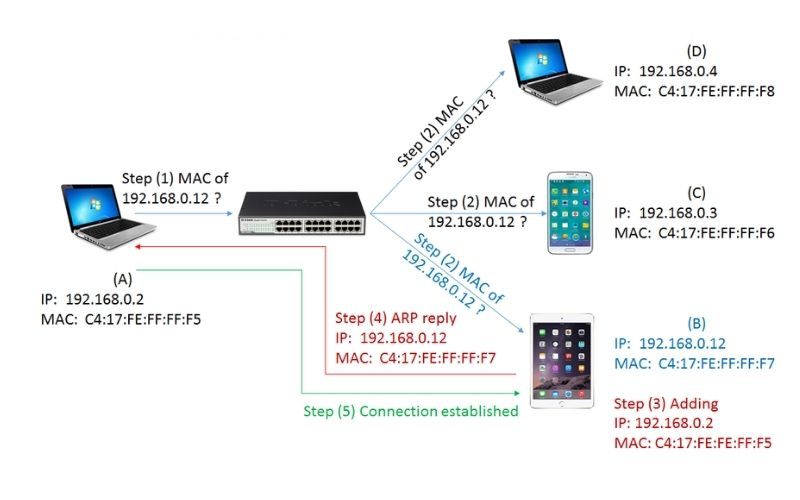 (D)
IP: 192.168.0.4
MAC: C4:17:FE:FF:FF:F8
Step (2) MAC
of 192.168.0.12 ?
Step (1) MAC of
192.168.0.12 ?
Step (2) MAC of
192.168.0.12 ?
(C)
IP: 192.168.0.3
MAC: C4:17:FE:FF:FF:F6
Step (2) MAC of
192.168.0.12 ?
(A)
IP: 192.168.0.2
MAC: C4:17:FE:FF:FF:F5
Step (4) ARP reply
IP: 192.168.0.12
MAC: C4:17:FE:FF:FF:F7
(B)
IP: 192.168.0.12
MAC: C4:17:FE:FF:FF:F7
Step (3) Adding
IP: 192.168.0.2
MAC: C4:17:FE:FE:FF:F5
Step (5) Connection established